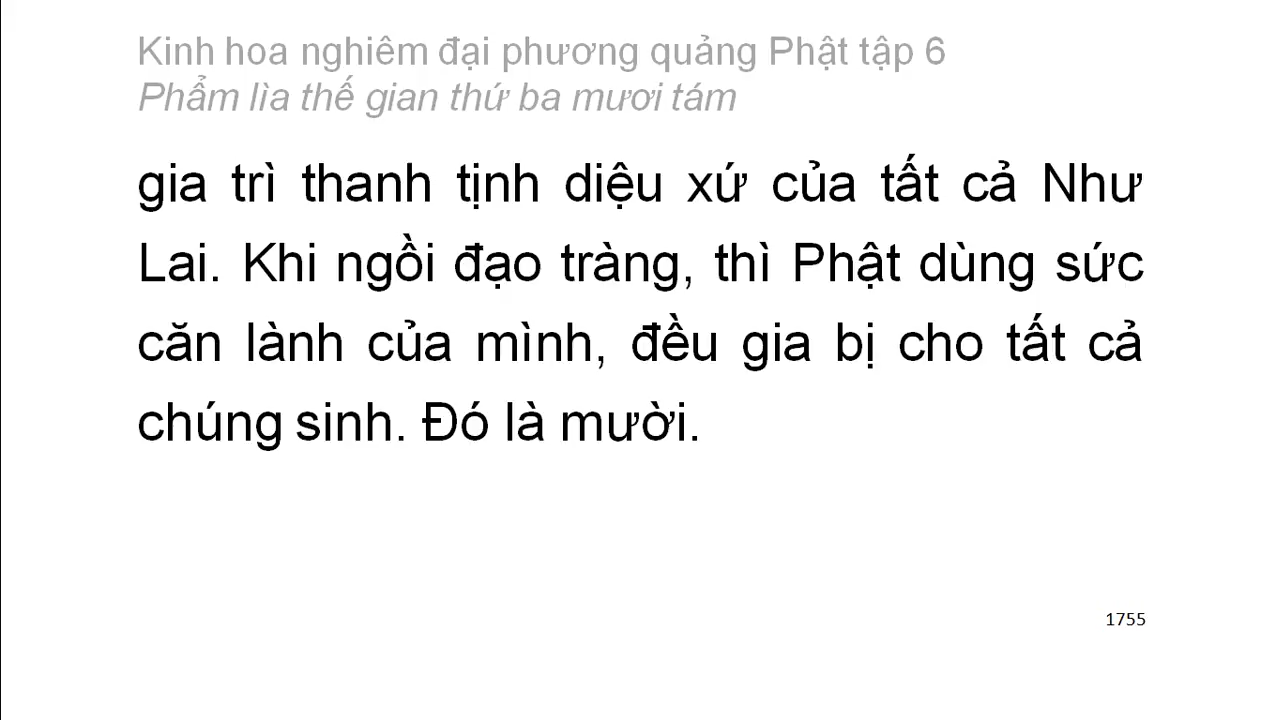 Kinh hoa nghiêm đại phương quảng Phật tập 6
Phẩm lìa thế gian thứ ba mươi tám
gia trì thanh tịnh diệu xứ của tất cả Như
Lai. Khi ngồi đạo tràng, thì Phật dùng sức
căn lành của mình, đều gia bị cho tất cả
chúng sinh. Đó là mười.
1755